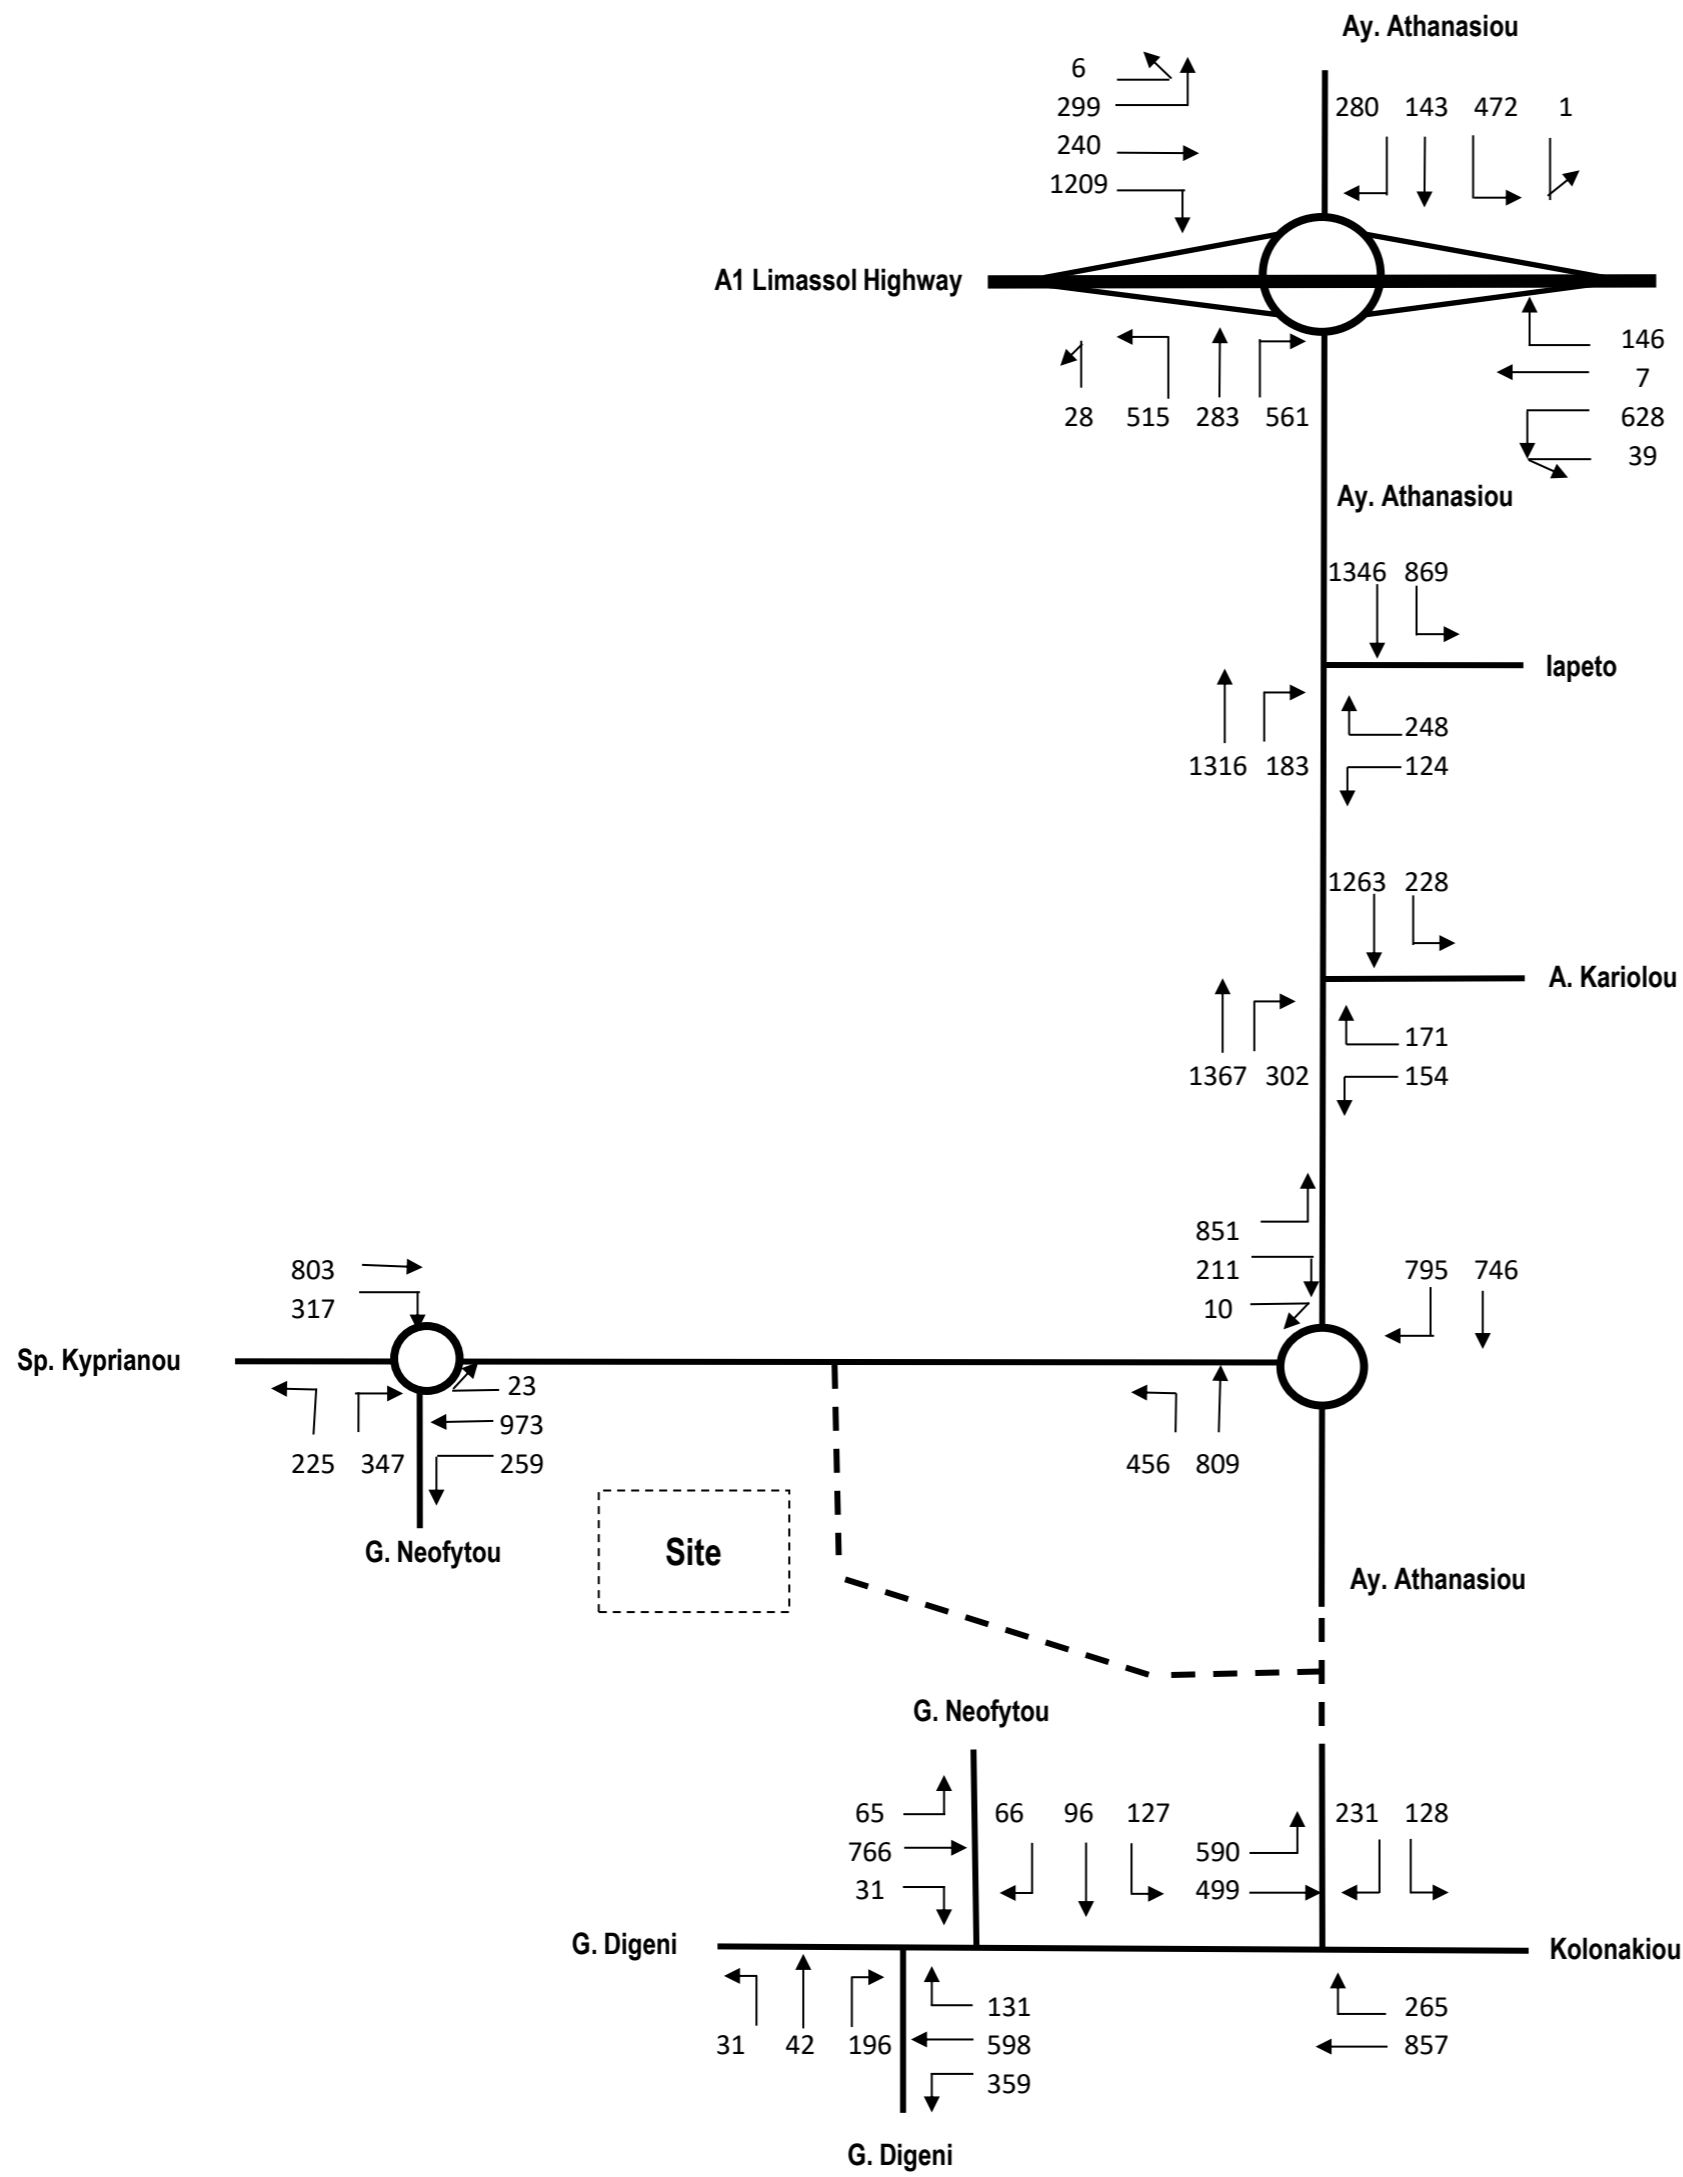 Ay. Athanasiou
6
299
240
1209
280 143 472 1
A1 Limassol Highway
28 515 283 561
146
7
628
39
Ay. Athanasiou
1346 869
Iapeto
1316 183
248
124
1263 228
A. Kariolou
1367 302
171
154
851
211
10
795 746
803
317
Sp. Kyprianou
225 347
23
973
259
456 809
G. Neofytou
Site
Ay. Athanasiou
G. Neofytou
65
766
31
66 96 127
590
499
231 128
G. Digeni
Kolonakiou
31 42 196
131
598
359
265
857
G. Digeni